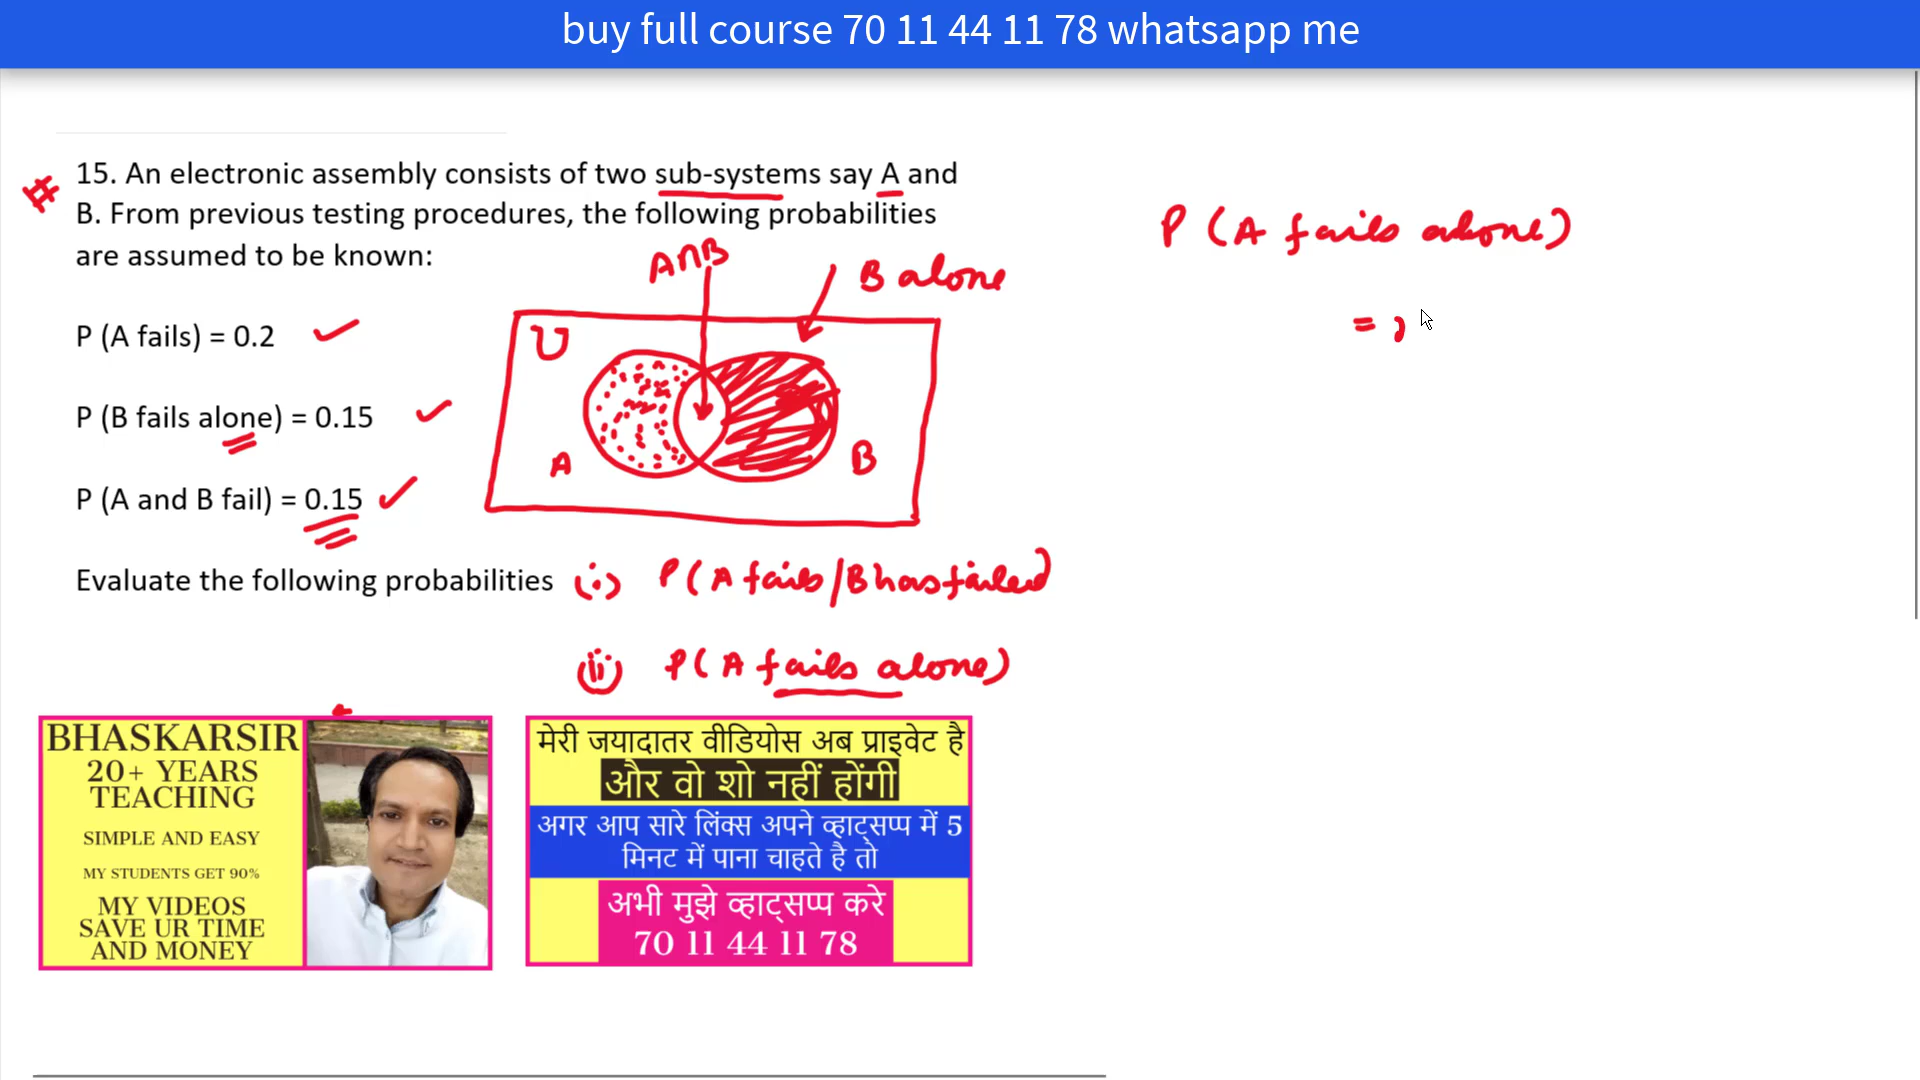 buy full course 70 11 44 11 78 whatsapp me
# 15. An electronic assembly consists of two sub-systems say A and
B. From previous testing procedures, the following probabilities
are assumed to be known:
A∩B
B alone
P (A fails) = 0.2
U
P (B fails alone) = 0.15
A
B
P (A and B fail) = 0.15
Evaluate the following probabilities (i) P(A fails/B has failed)
(ii) P(A fails alone)
P (A fails alone)
=
BHASKARSIR
20+ YEARS
TEACHING
SIMPLE AND EASY
MY STUDENTS GET 90%
MY VIDEOS
SAVE UR TIME
AND MONEY
मेरी जयादातर वीडियोस अब प्राइवेट है
और वो शो नहीं होंगी
अगर आप सारे लिंक्स अपने व्हाट्सप्प में 5
मिनट में पाना चाहते है तो
अभी मुझे व्हाट्सप्प करे
70 11 44 11 78